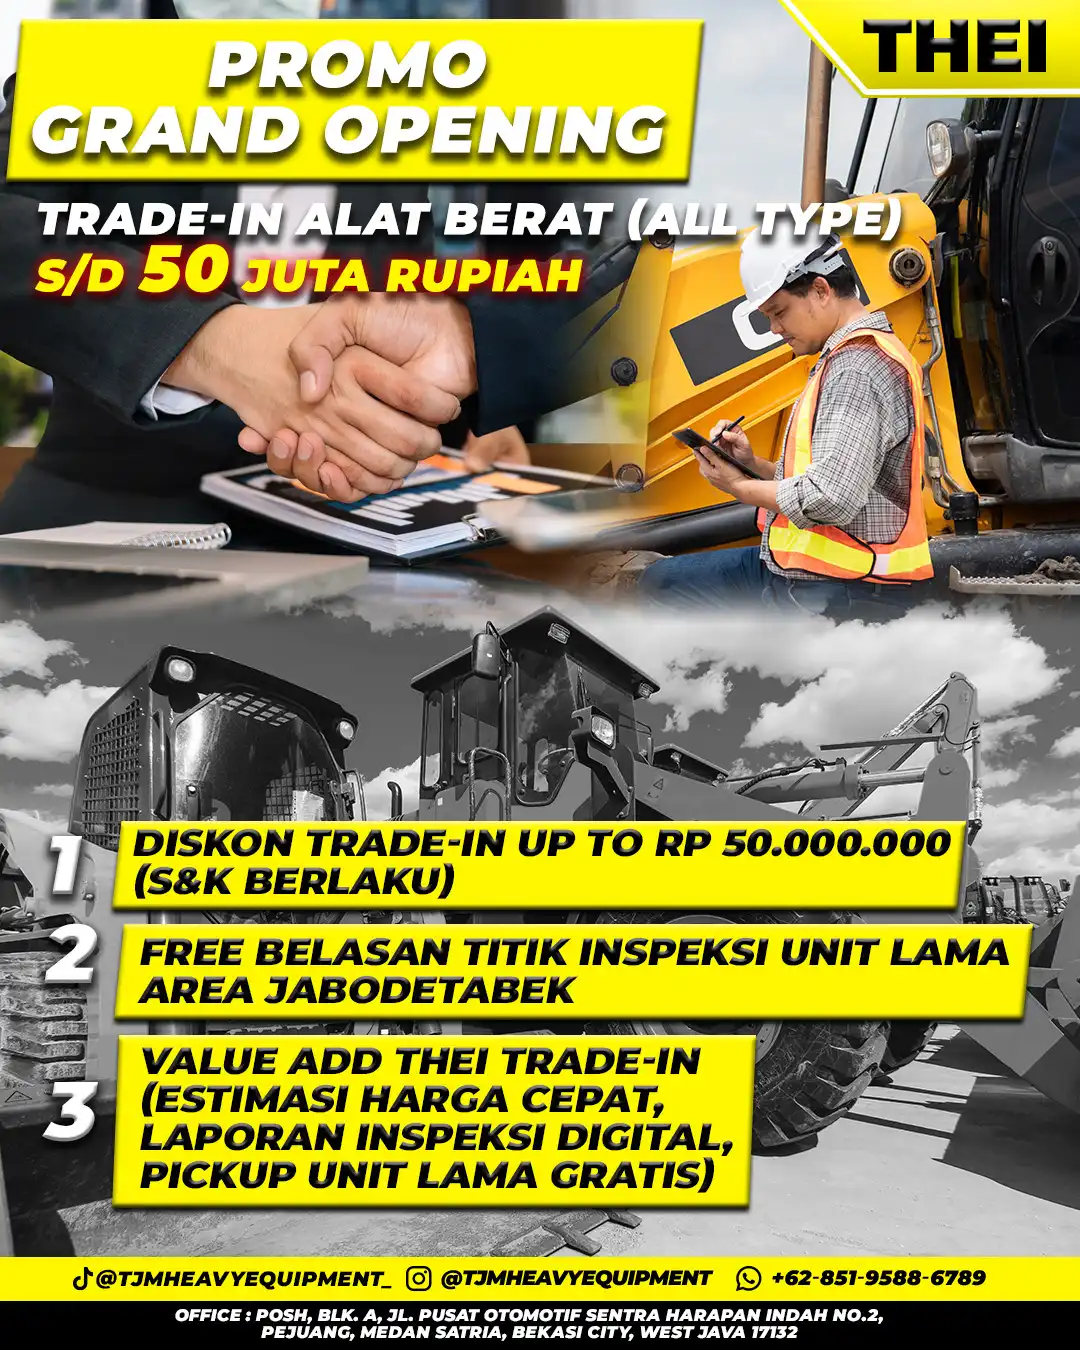 THEI
PROMO
GRAND OPENING
TRADE-IN ALAT BERAT (ALL TYPE)
S/D 50 JUTA RUPIAH
1
DISKON TRADE-IN UP TO RP 50.000.000
(S&K BERLAKU)
2
FREE BELASAN TITIK INSPEKSI UNIT LAMA
AREA JABODETABEK
3
VALUE ADD THEI TRADE-IN
(ESTIMASI HARGA CEPAT,
LAPORAN INSPEKSI DIGITAL,
PICKUP UNIT LAMA GRATIS)
@TJMHEAVYEQUIPMENT_ @TJMHEAVYEQUIPMENT +62-851-9588-6789
OFFICE : POSH, BLK. A, JL. PUSAT OTOMOTIF SENTRA HARAPAN INDAH NO.2,
PEJUANG, MEDAN SATRIA, BEKASI CITY, WEST JAVA 17132